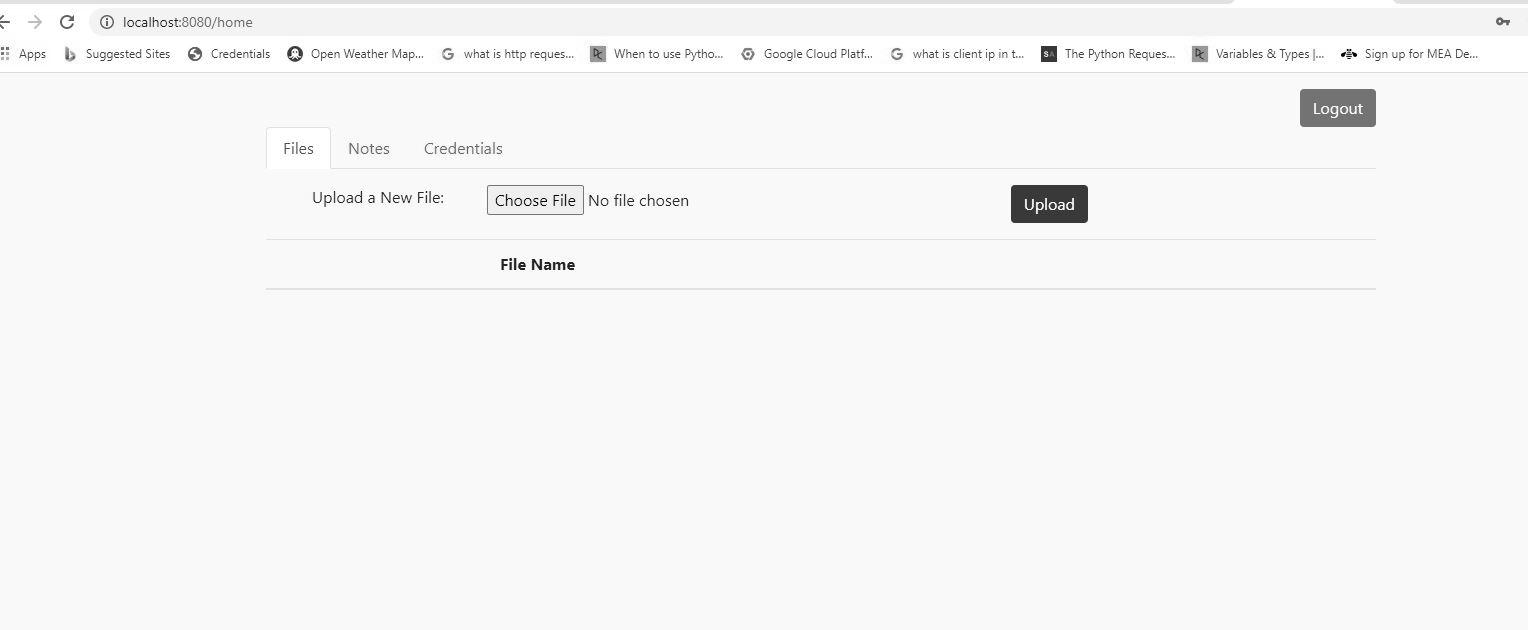 localhost:8080/home
Apps Suggested Sites Credentials Open Weather Map... what is http reques... When to use Pytho... Google Cloud Platf... what is client ip in t... SA The Python Reques... Variables & Types |... Sign up for MEA De...
Logout
Files Notes Credentials
Upload a New File: Choose File No file chosen Upload
File Name